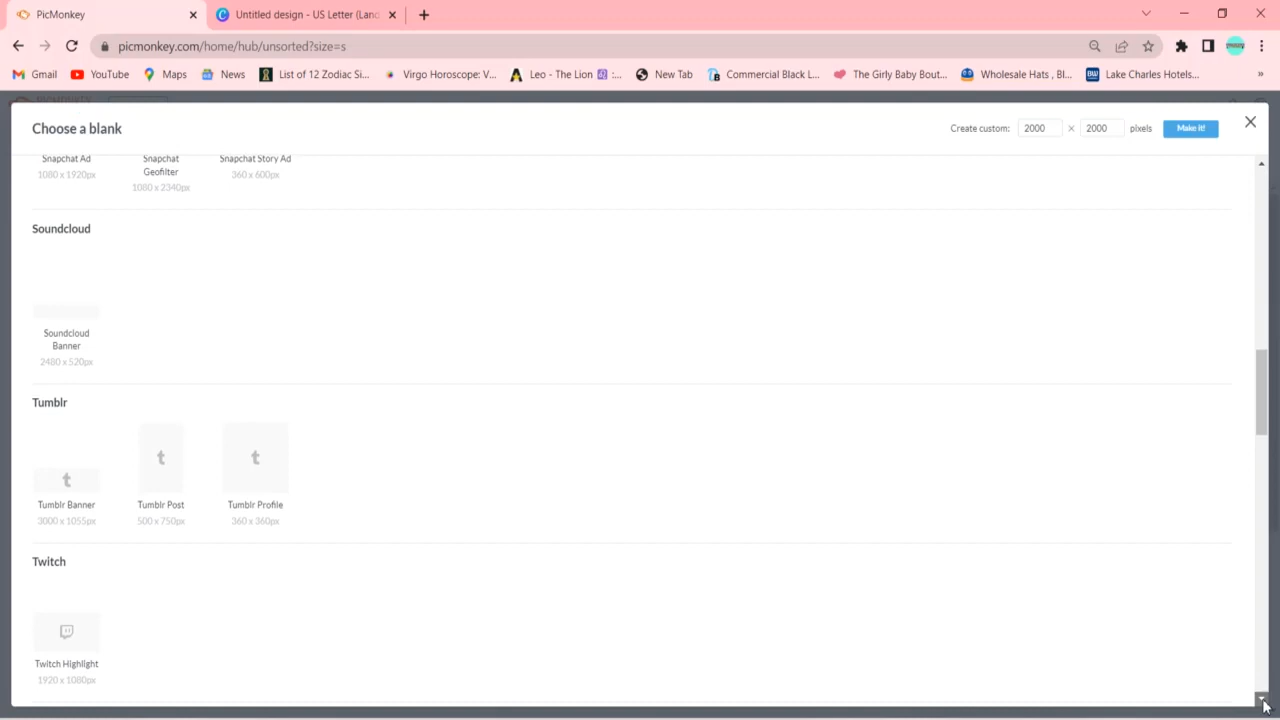 PicMonkey
Untitled design - US Letter (Lanc
picmonkey.com/home/hub/unsorted?size=s
Gmail
YouTube
Maps
News
List of 12 Zodiac Si...
Virgo Horoscope: V...
Leo - The Lion ♌ :...
New Tab
Commercial Black L...
The Girly Baby Bout...
Wholesale Hats , Bl...
Lake Charles Hotels...
»
Choose a blank
Create custom: 2000 × 2000 pixels Make it!
Snapchat Ad
1080 x 1920px
Snapchat
Geofilter
1080 x 2340px
Snapchat Story Ad
360 x 600px
Soundcloud
Soundcloud
Banner
2480 x 520px
Tumblr
Tumblr Banner
3000 x 1055px
Tumblr Post
500 x 750px
Tumblr Profile
360 x 360px
Twitch
Twitch Highlight
1920 x 1080px